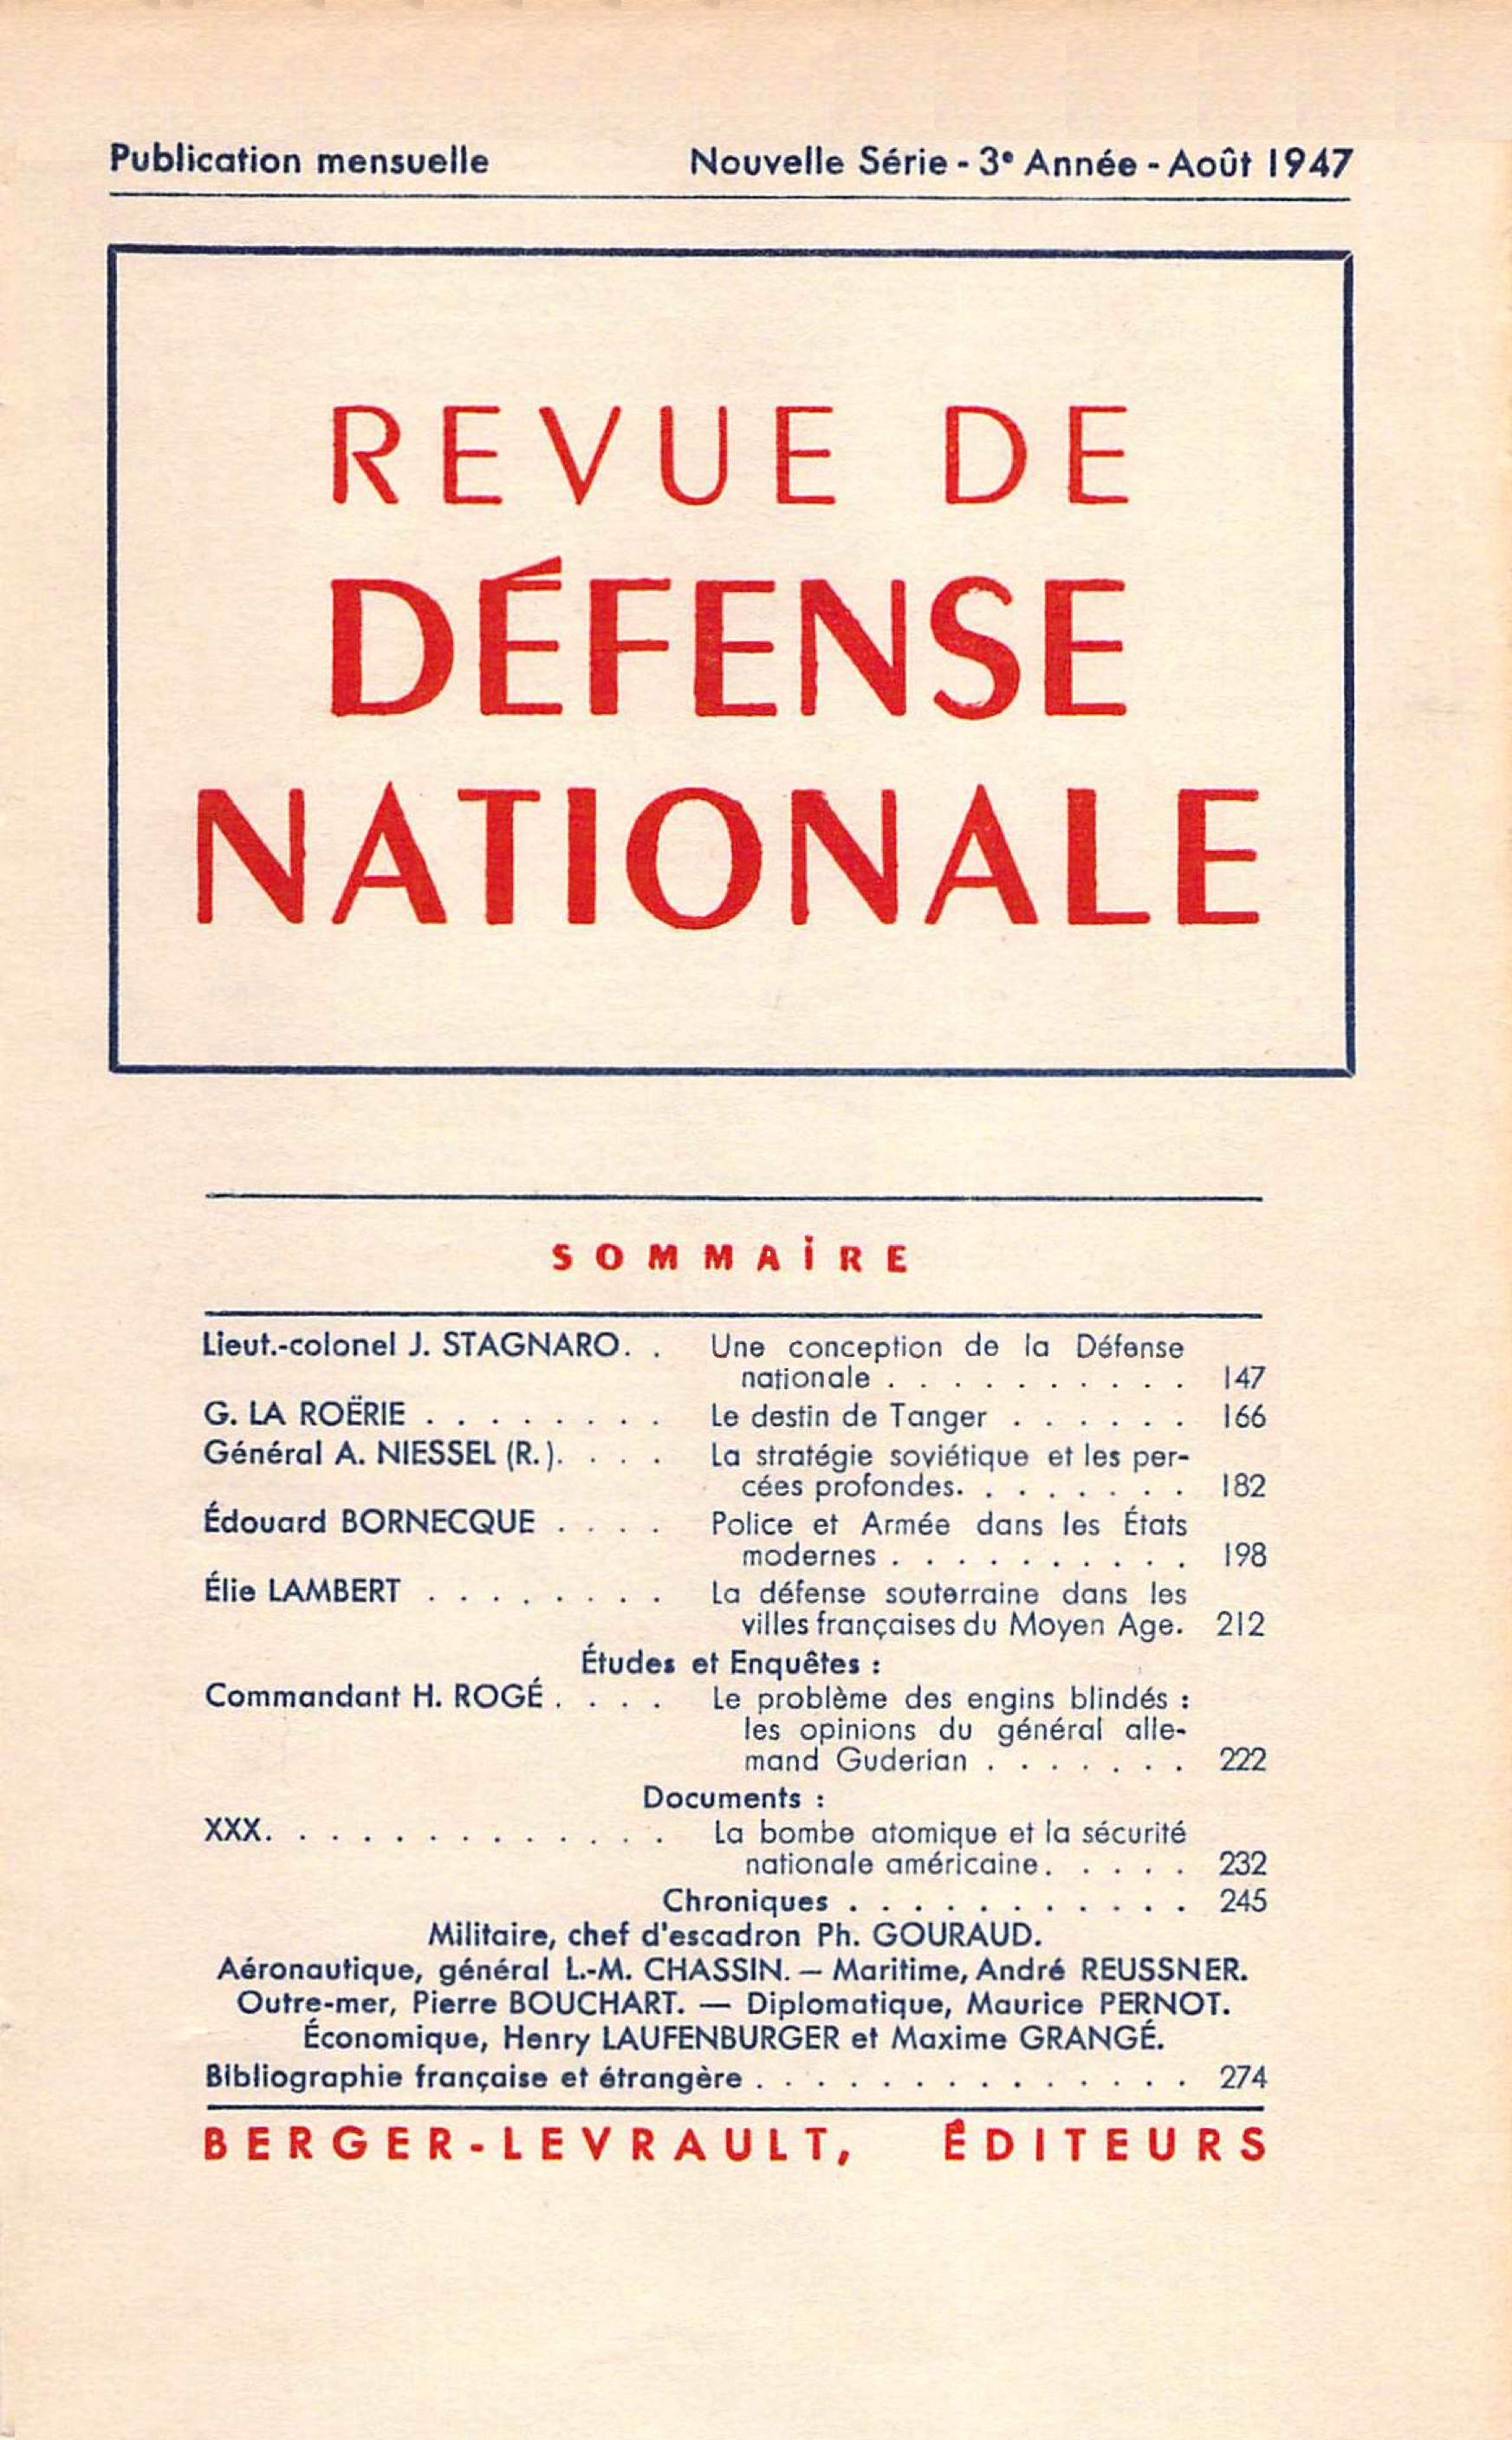 Publication mensuelle Nouvelle Série - 3e Année - Août 1947
REVUE DE
DÉFENSE
NATIONALE
SOMMAIRE
Lieut.-colonel J. STAGNARO. . Une conception de la Défense
nationale . . . . . . . . . . 147
G. LA ROËRIE . . . . . . . . Le destin de Tanger . . . . . . 166
Général A. NIESSEL (R.). . . . La stratégie soviétique et les per-
cées profondes. . . . . . . . 182
Édouard BORNECQUE . . . . Police et Armée dans les États
modernes . . . . . . . . . . 198
Élie LAMBERT . . . . . . . . La défense souterraine dans les
villes françaises du Moyen Age. 212
Études et Enquêtes :
Commandant H. ROGÉ . . . . Le problème des engins blindés :
les opinions du général alle-
mand Guderian . . . . . . . 222
Documents :
XXX. . . . . . . . . . . . . La bombe atomique et la sécurité
nationale américaine. . . . . 232
Chroniques . . . . . . . . . . . 245
Militaire, chef d'escadron Ph. GOURAUD.
Aéronautique, général L.-M. CHASSIN. — Maritime, André REUSSNER.
Outre-mer, Pierre BOUCHART. — Diplomatique, Maurice PERNOT.
Économique, Henry LAUFENBURGER et Maxime GRANGÉ.
Bibliographie française et étrangère . . . . . . . . . . . . . . 274
BERGER-LEVRAULT, ÉDITEURS